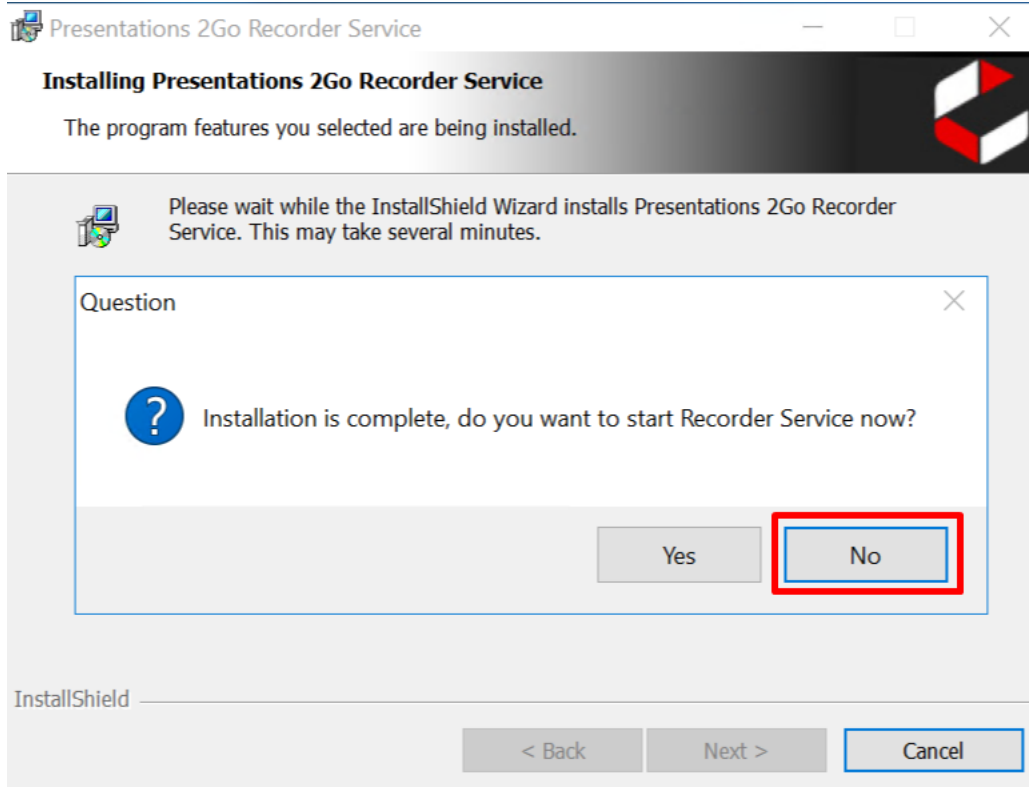 Presentations 2Go Recorder Service
Installing Presentations 2Go Recorder Service
The program features you selected are being installed.
Please wait while the InstallShield Wizard installs Presentations 2Go Recorder
Service. This may take several minutes.
Question
?
Installation is complete, do you want to start Recorder Service now?
Yes
No
InstallShield
< Back
Next >
Cancel